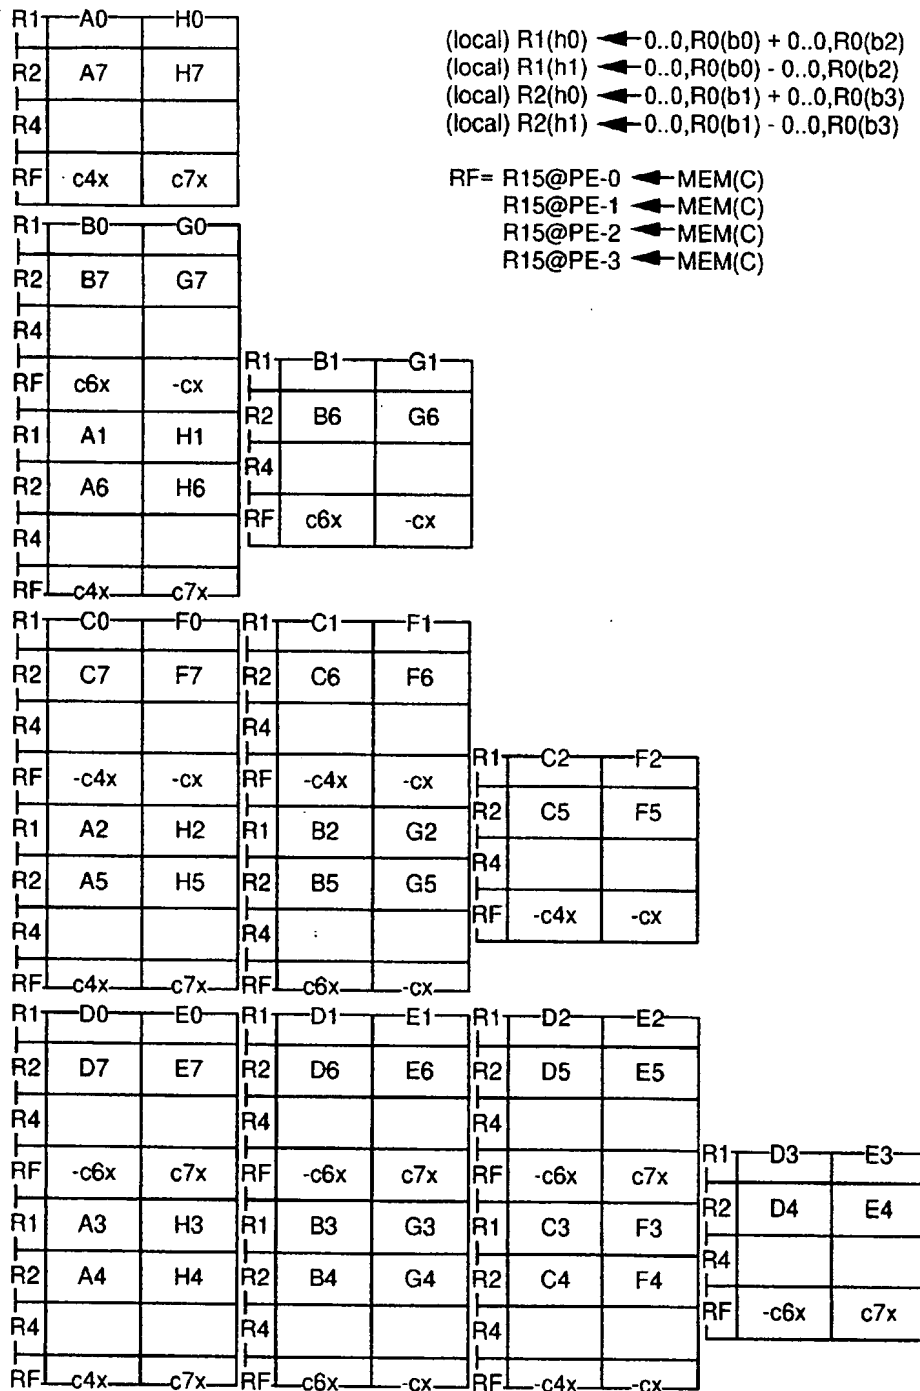 R1 A0 H0
R2 A7 H7
R4
RF c4x c7x
(local) R1(h0) ◄ 0..0,R0(b0) + 0..0,R0(b2)
(local) R1(h1) ◄ 0..0,R0(b0) - 0..0,R0(b2)
(local) R2(h0) ◄ 0..0,R0(b1) + 0..0,R0(b3)
(local) R2(h1) ◄ 0..0,R0(b1) - 0..0,R0(b3)
RF= R15@PE-0 ◄ MEM(C)
R15@PE-1 ◄ MEM(C)
R15@PE-2 ◄ MEM(C)
R15@PE-3 ◄ MEM(C)
R1 B0 G0
R2 B7 G7
R4
RF c6x -cx
R1 A1 H1
R2 A6 H6
R4
RF c4x c7x
R1 B1 G1
R2 B6 G6
R4
RF c6x -cx
R1 C0 F0
R2 C7 F7
R4
RF -c4x -cx
R1 A2 H2
R2 A5 H5
R4
RF c4x c7x
R1 C1 F1
R2 C6 F6
R4
RF -c4x -cx
R1 B2 G2
R2 B5 G5
R4
RF c6x -cx
R1 C2 F2
R2 C5 F5
R4
RF -c4x -cx
R1 D0 E0
R2 D7 E7
R4
RF -c6x c7x
R1 A3 H3
R2 A4 H4
R4
RF c4x c7x
R1 D1 E1
R2 D6 E6
R4
RF -c6x c7x
R1 B3 G3
R2 B4 G4
R4
RF c6x -cx
R1 D2 E2
R2 D5 E5
R4
RF -c6x c7x
R1 C3 F3
R2 C4 F4
R4
RF -c4x -cx
R1 D3 E3
R2 D4 E4
R4
RF -c6x c7x